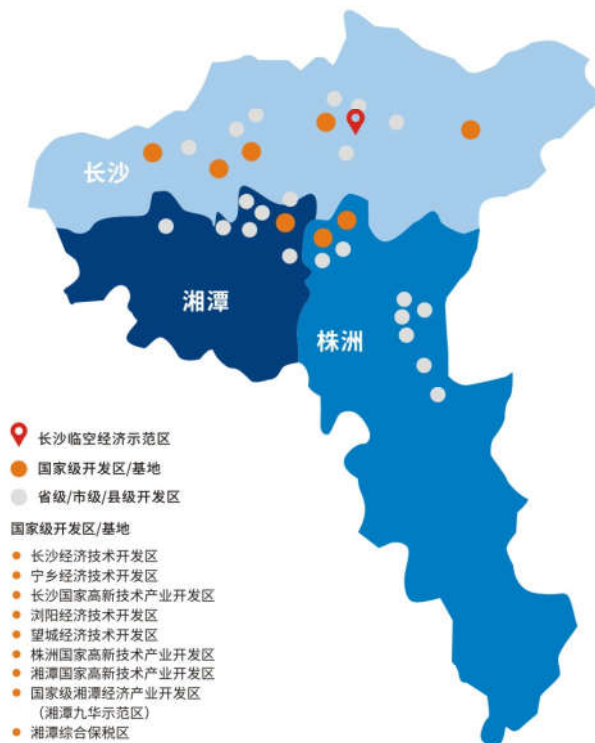 长沙
湘潭
株洲
长沙临空经济示范区
国家级开发区/基地
省级/市级/县级开发区
国家级开发区/基地
长沙经济技术开发区
宁乡经济技术开发区
长沙国家高新技术产业开发区
浏阳经济技术开发区
望城经济技术开发区
株洲国家高新技术产业开发区
湘潭国家高新技术产业开发区
国家级湘潭经济产业开发区
（湘潭九华示范区）
湘潭综合保税区